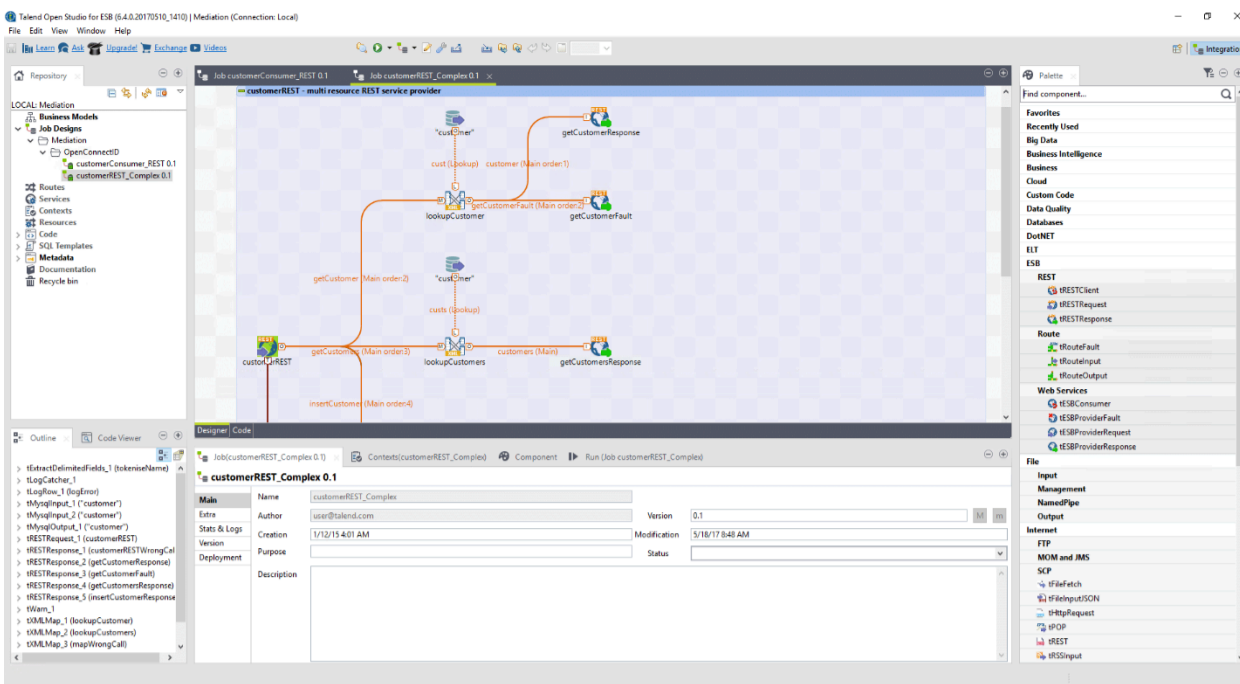 Talend Open Studio for ESB (6.4.0.20170510_1410) | Mediation (Connection: Local)
File Edit View Window Help
Learn Ask Upgrade! Exchange Videos
Integratio
Repository
LOCAL: Mediation
Business Models
Job Designs
Mediation
OpenConnectID
customerConsumer_REST 0.1
customerREST_Complex 0.1
Routes
Services
Contexts
Resources
Code
SQL Templates
Metadata
Documentation
Recycle bin
Job customerConsumer_REST 0.1
Job customerREST_Complex 0.1
customerREST - multi resource REST service provider
"customer"
getCustomerResponse
cust (Lookup)
customer (Main order:1)
getCustomerFault (Main order:2)
lookupCustomer
getCustomerFault
getCustomer (Main order:2)
"customer"
custs (Lookup)
customerREST
getCustomers (Main order:3)
lookupCustomers
customers (Main)
getCustomersResponse
insertCustomer (Main order:4)
Designer Code
Outline
Code Viewer
tExtractDelimitedFields_1 (tokeniseName)
tLogCatcher_1
tLogRow_1 (logError)
tMysqlInput_1 ("customer")
tMysqlInput_2 ("customer")
tMysqlOutput_1 ("customer")
tRESTRequest_1 (customerREST)
tRESTResponse_1 (customerRESTWrongCal
tRESTResponse_2 (getCustomerResponse)
tRESTResponse_3 (getCustomerFault)
tRESTResponse_4 (getCustomersResponse)
tRESTResponse_5 (insertCustomerResponse
tWarn_1
tXMLMap_1 (lookupCustomer)
tXMLMap_2 (lookupCustomers)
tXMLMap_3 (mapWrongCall)
Job(customerREST_Complex 0.1)
Contexts(customerREST_Complex)
Component
Run (Job customerREST_Complex)
customerREST_Complex 0.1
Main
Extra
Stats & Logs
Version
Deployment
Name customerREST_Complex
Author user@talend.com
Version 0.1
M m
Creation 1/12/15 4:01 AM
Modification 5/18/17 8:48 AM
Purpose
Status
Description
Palette
Find component...
Favorites
Recently Used
Big Data
Business Intelligence
Business
Cloud
Custom Code
Data Quality
Databases
DotNET
ELT
ESB
REST
tRESTClient
tRESTRequest
tRESTResponse
Route
tRouteFault
tRouteInput
tRouteOutput
Web Services
tESBConsumer
tESBProviderFault
tESBProviderRequest
tESBProviderResponse
File
Input
Management
NamedPipe
Output
Internet
FTP
MOM and JMS
SCP
tFileFetch
tFileInputJSON
tHttpRequest
tPOP
tREST
tRSSInput